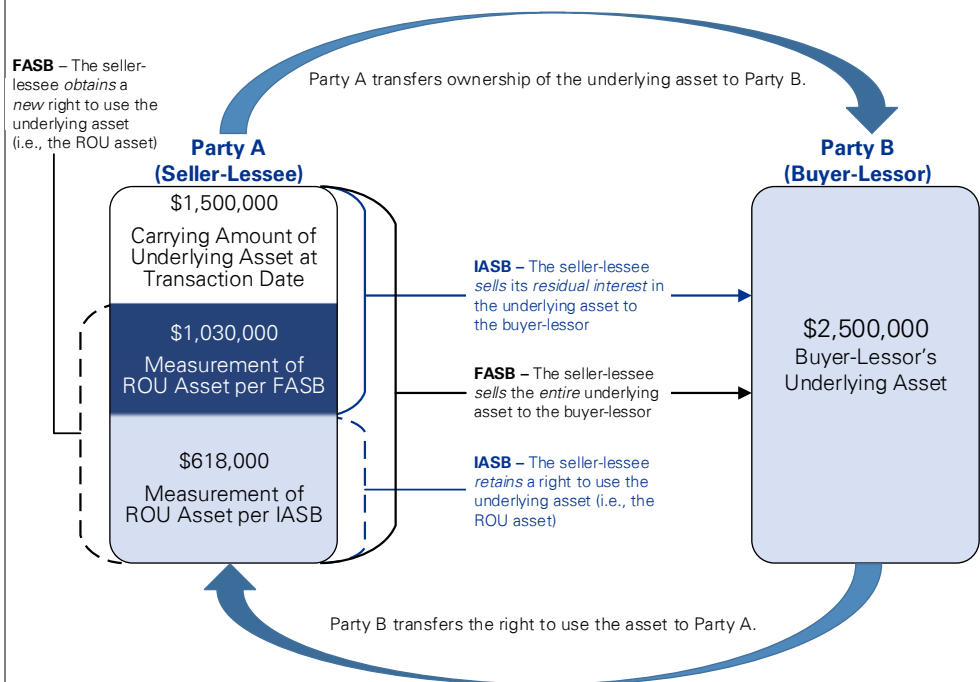 FASB – The seller-
lessee obtains a
new right to use the
underlying asset
(i.e., the ROU asset)
Party A transfers ownership of the underlying asset to Party B.
Party A
(Seller-Lessee)
Party B
(Buyer-Lessor)
$1,500,000
Carrying Amount of
Underlying Asset at
Transaction Date
$1,030,000
Measurement of
ROU Asset per FASB
$618,000
Measurement of
ROU Asset per IASB
IASB – The seller-lessee
sells its residual interest in
the underlying asset to
the buyer-lessor
FASB – The seller-lessee
sells the entire underlying
asset to the buyer-lessor
IASB – The seller-lessee
retains a right to use the
underlying asset (i.e., the
ROU asset)
$2,500,000
Buyer-Lessor’s
Underlying Asset
Party B transfers the right to use the asset to Party A.